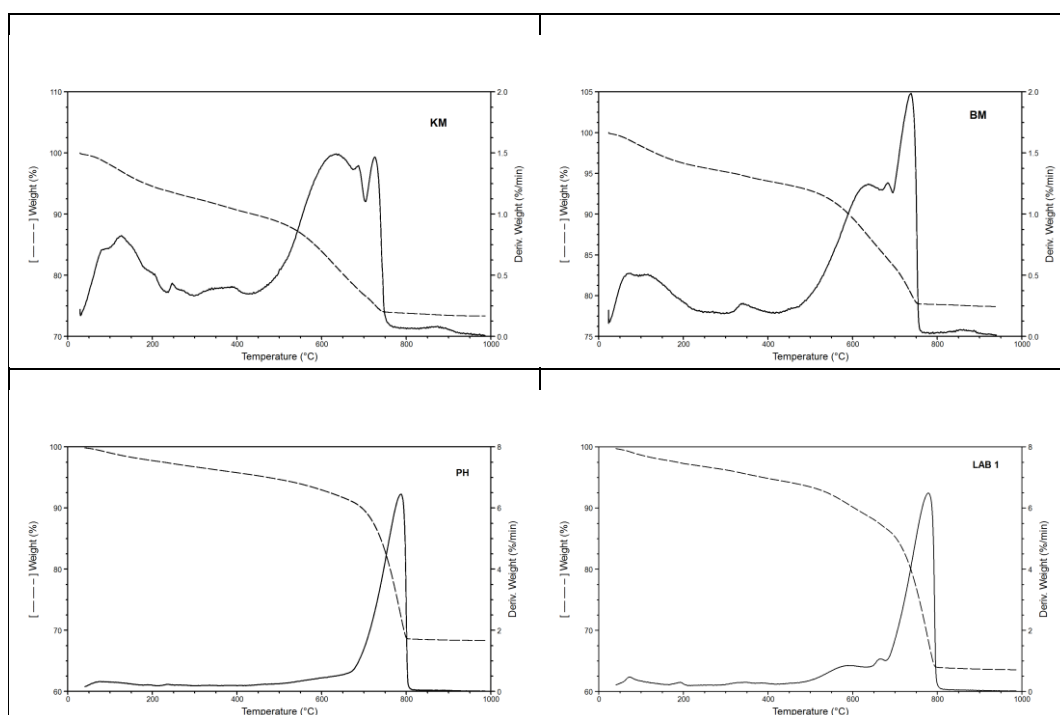 KM
110
100
90
80
70
[ ––––– ] Weight (%)
2.0
1.5
1.0
0.5
0.0
Deriv. Weight (%/min)
0 200 400 600 800 1000
Temperature (°C)
BM
105
100
95
90
85
80
75
[ ––––– ] Weight (%)
2.0
1.5
1.0
0.5
0.0
Deriv. Weight (%/min)
0 200 400 600 800 1000
Temperature (°C)
PH
100
90
80
70
60
[ ––––– ] Weight (%)
8
6
4
2
0
Deriv. Weight (%/min)
0 200 400 600 800 1000
Temperature (°C)
LAB 1
100
90
80
70
60
[ ––––– ] Weight (%)
8
6
4
2
0
Deriv. Weight (%/min)
0 200 400 600 800 1000
Temperature (°C)